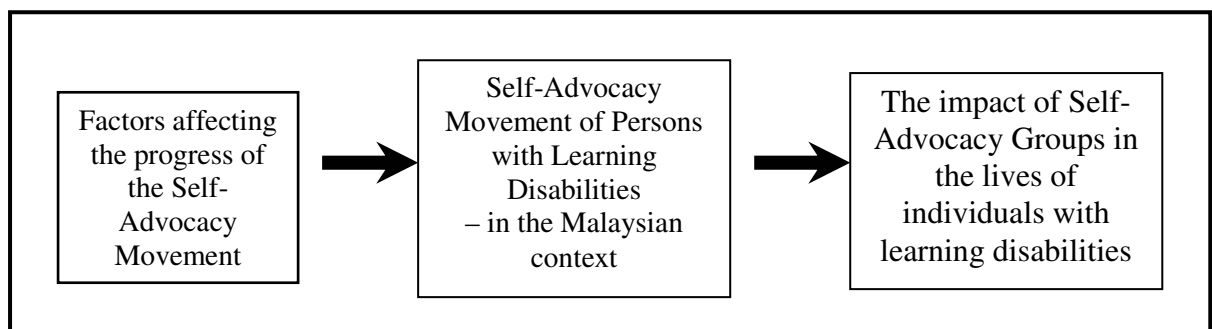 Factors affecting
the progress of
the Self-
Advocacy
Movement
Self-Advocacy
Movement of Persons
with Learning
Disabilities
– in the Malaysian
context
The impact of Self-
Advocacy Groups in
the lives of
individuals with
learning disabilities